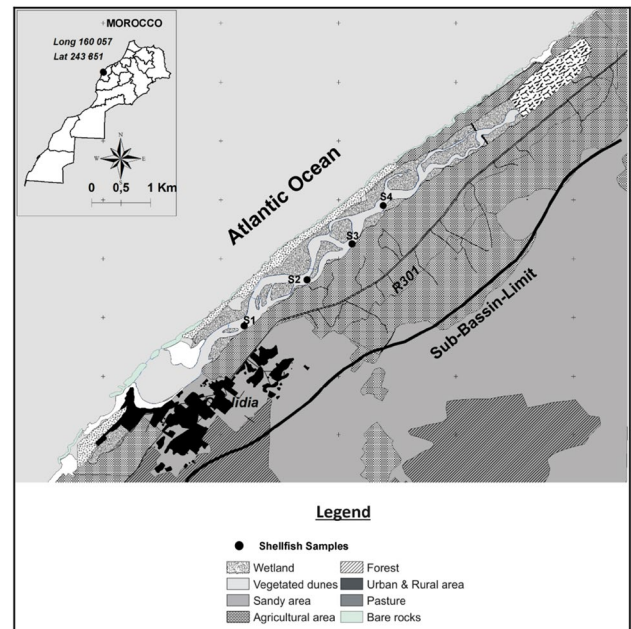 MOROCCO
Long 160 057
Lat 243 651
N
W E
S
0 0,5 1 Km
Atlantic Ocean
S4
S3
S2
S1
R301
Sub-Bassin-Limit
lidia
Legend
Shellfish Samples
Wetland
Forest
Vegetated dunes
Urban & Rural area
Sandy area
Pasture
Agricultural area
Bare rocks